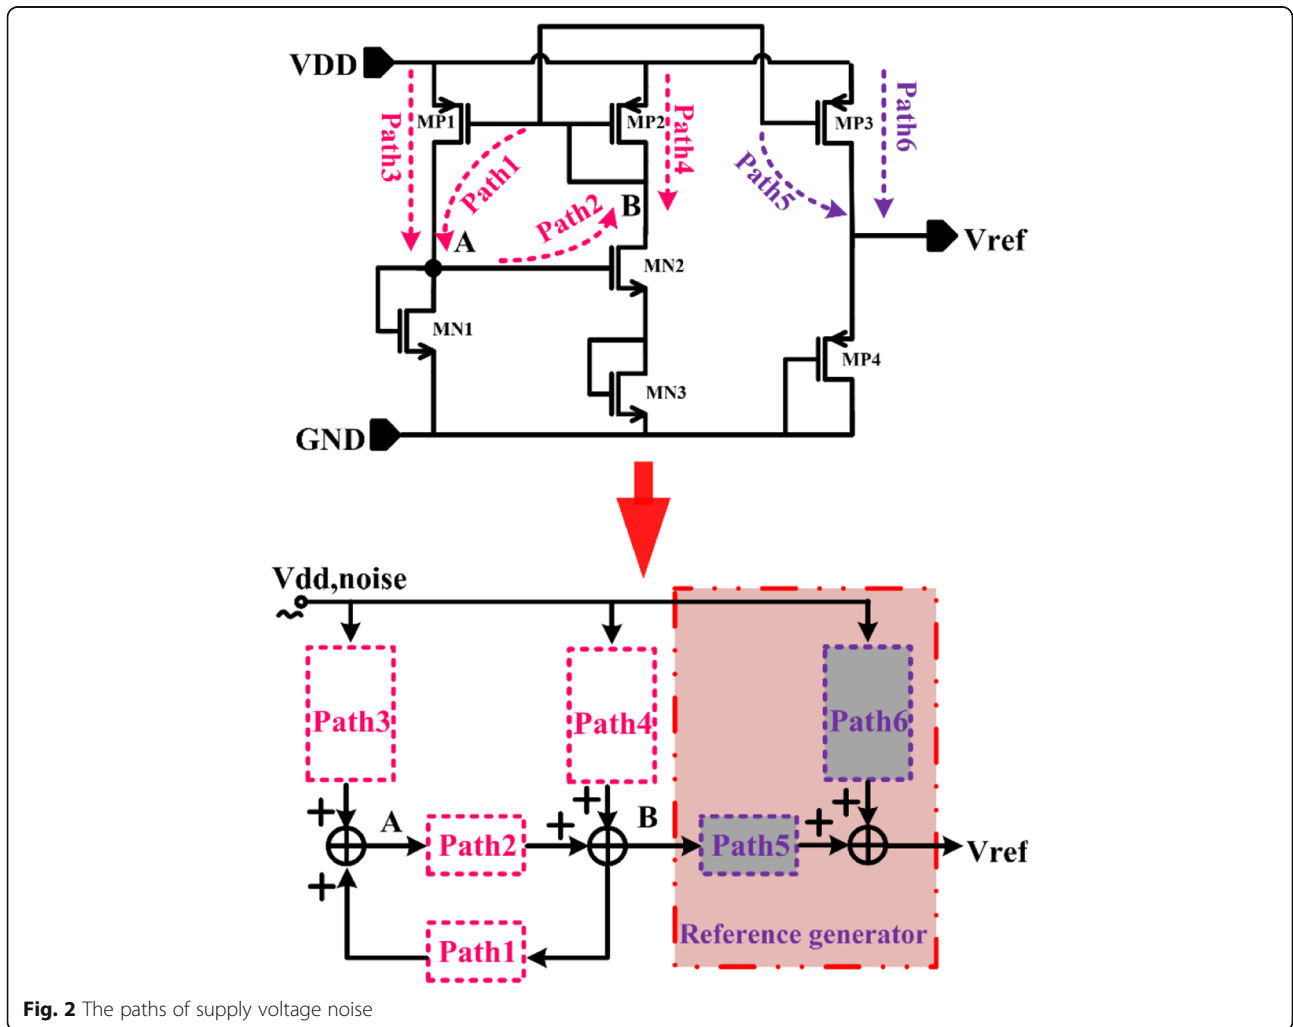 VDD
MP1
MP2
MP3
Path3
Path1
Path4
Path2
Path5
Path6
A
B
Vref
MN2
MN1
MN3
MP4
GND
Vdd,noise
Path3
Path4
Path6
+
+
+
A
+
B
+
Path2
Path5
Vref
+
Path1
Reference generator
Fig. 2 The paths of supply voltage noise